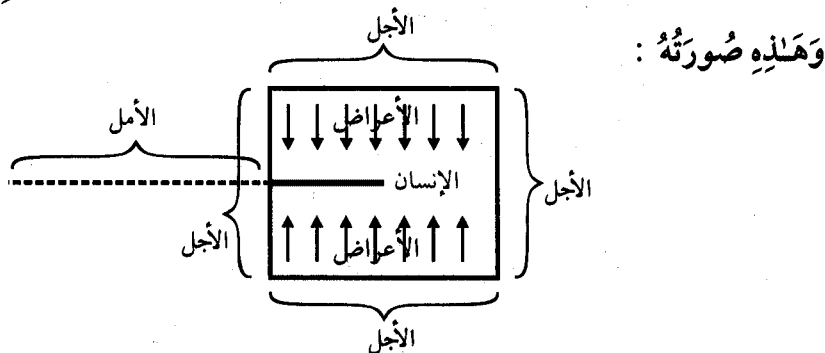 وَهَـٰذِهِ صُورَتُهُ :
الأجل
الأعراض
الأمل
الإنسان
الأجل
الأجل
الأعراض
الأجل